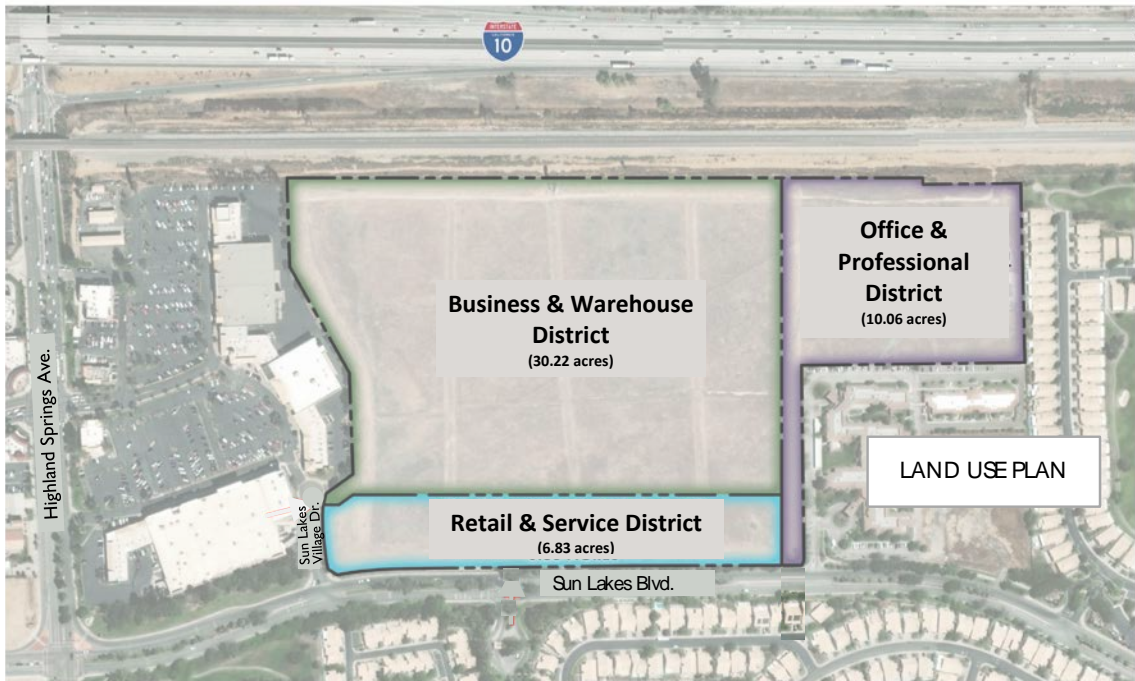 INTERSTATE
CALIFORNIA
10
Office &
Professional
District
(10.06 acres)
Business & Warehouse
District
(30.22 acres)
Highland Springs Ave.
LAND USE PLAN
Retail & Service District
(6.83 acres)
Sun Lakes
Village Dr.
Sun Lakes Blvd.